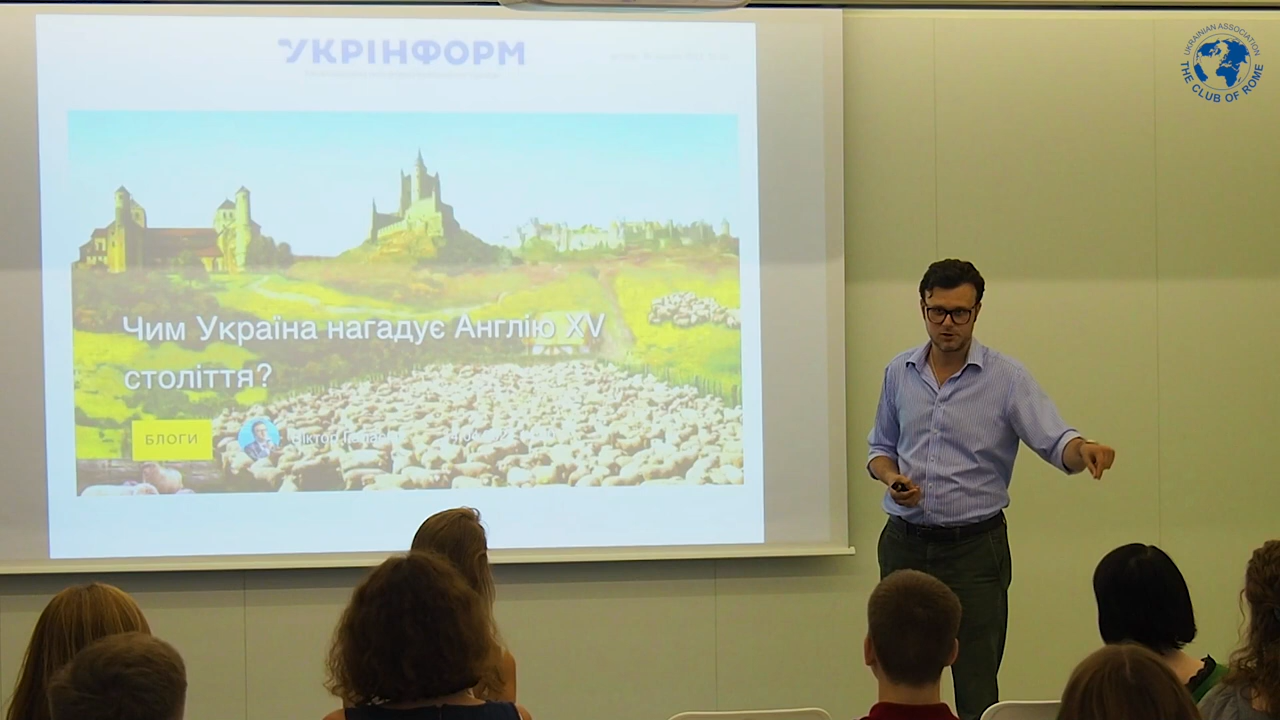 УКРІНФОРМ
Чим Україна нагадує Англію XV
століття?
БЛОГИ
UKRAINIAN ASSOCIATION
THE CLUB OF ROME